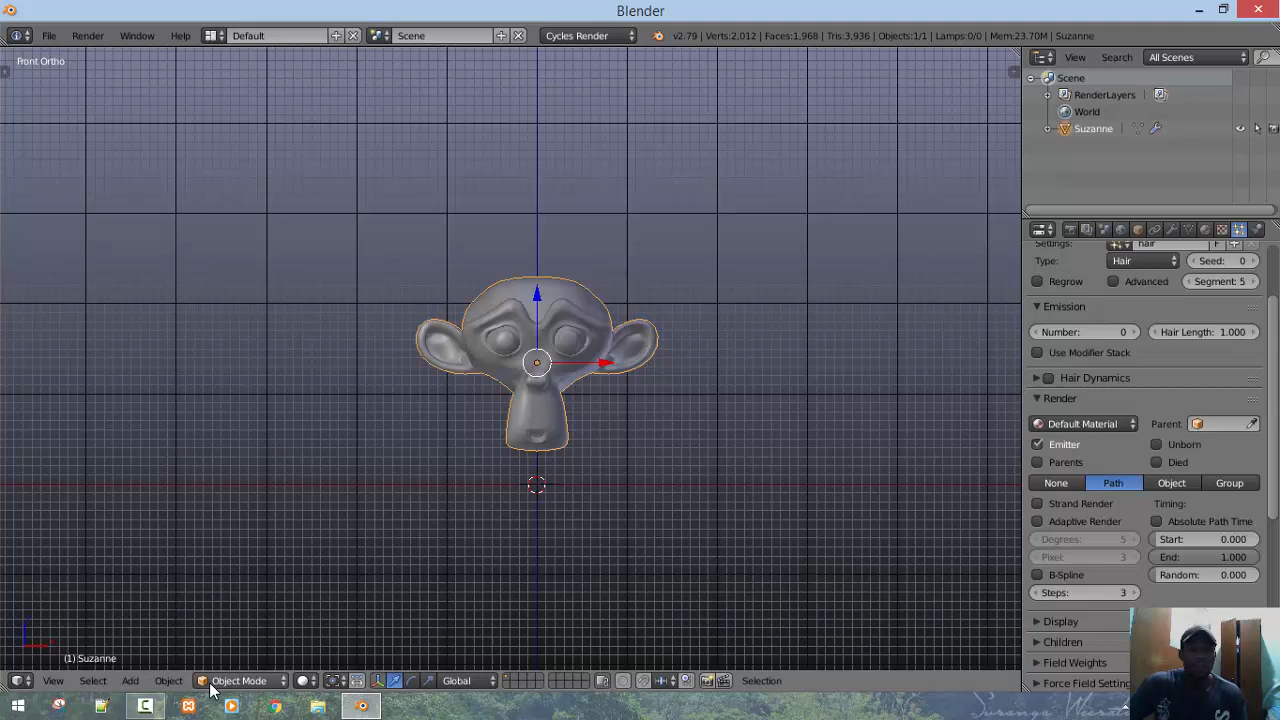 Blender
File Render Window Help Default Scene Cycles Render v2.79 | Verts:2,012 | Faces:1,968 | Tris:3,936 | Objects:1/1 | Lamps:0/0 | Mem:23.70M | Suzanne
Front Ortho
View Search All Scenes
Scene
RenderLayers
World
Suzanne
Settings: hair F
Type: Hair Seed: 0
Regrow Advanced Segment: 5
Emission
Number: 0 Hair Length: 1.000
Use Modifier Stack
Hair Dynamics
Render
Default Material Parent
Emitter Unborn
Parents Died
None Path Object Group
Strand Render Timing:
Adaptive Render Absolute Path Time
Degrees: 5 Start: 0.000
Pixel: 3 End: 1.000
B-Spline Random: 0.000
Steps: 3
Display
Children
Field Weights
Force Field Setting
(1) Suzanne
View Select Add Object Object Mode Global Selection